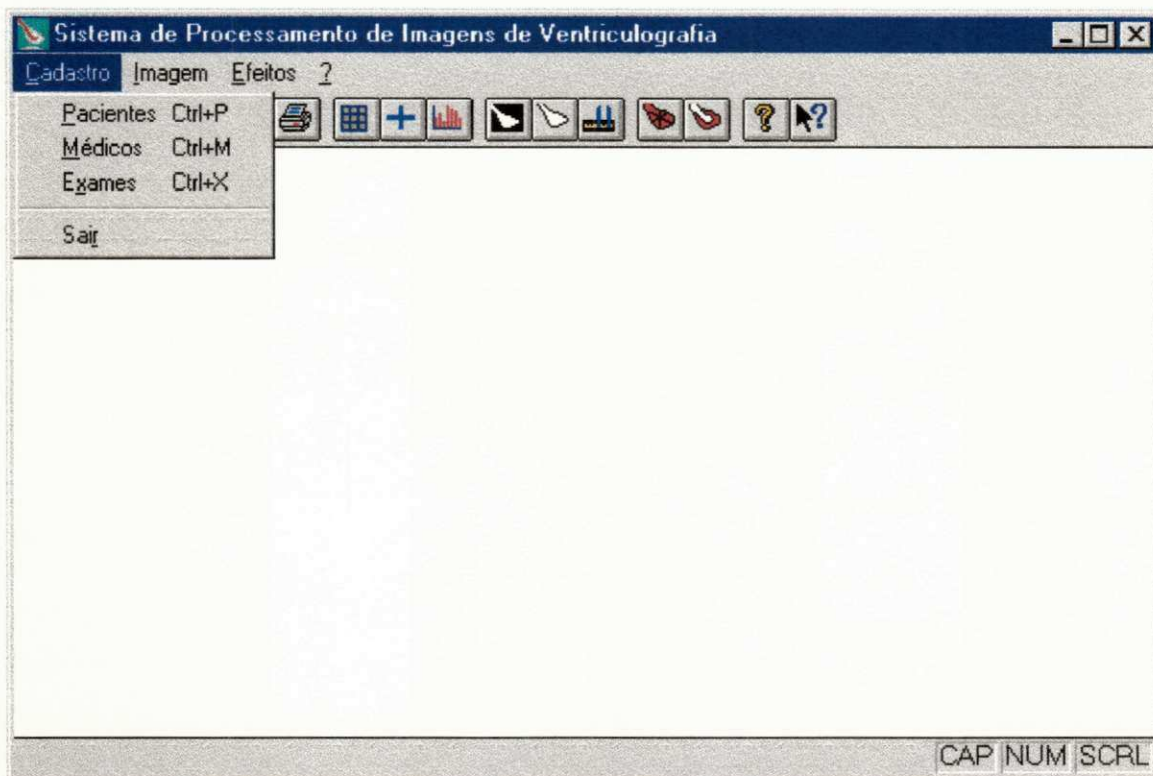 Sistema de Processamento de Imagens de Ventriculografia
Cadastro Imagem Efeitos ?
Pacientes Ctrl+P
Médicos Ctrl+M
Exames Ctrl+X
Sair
CAP NUM SCRL